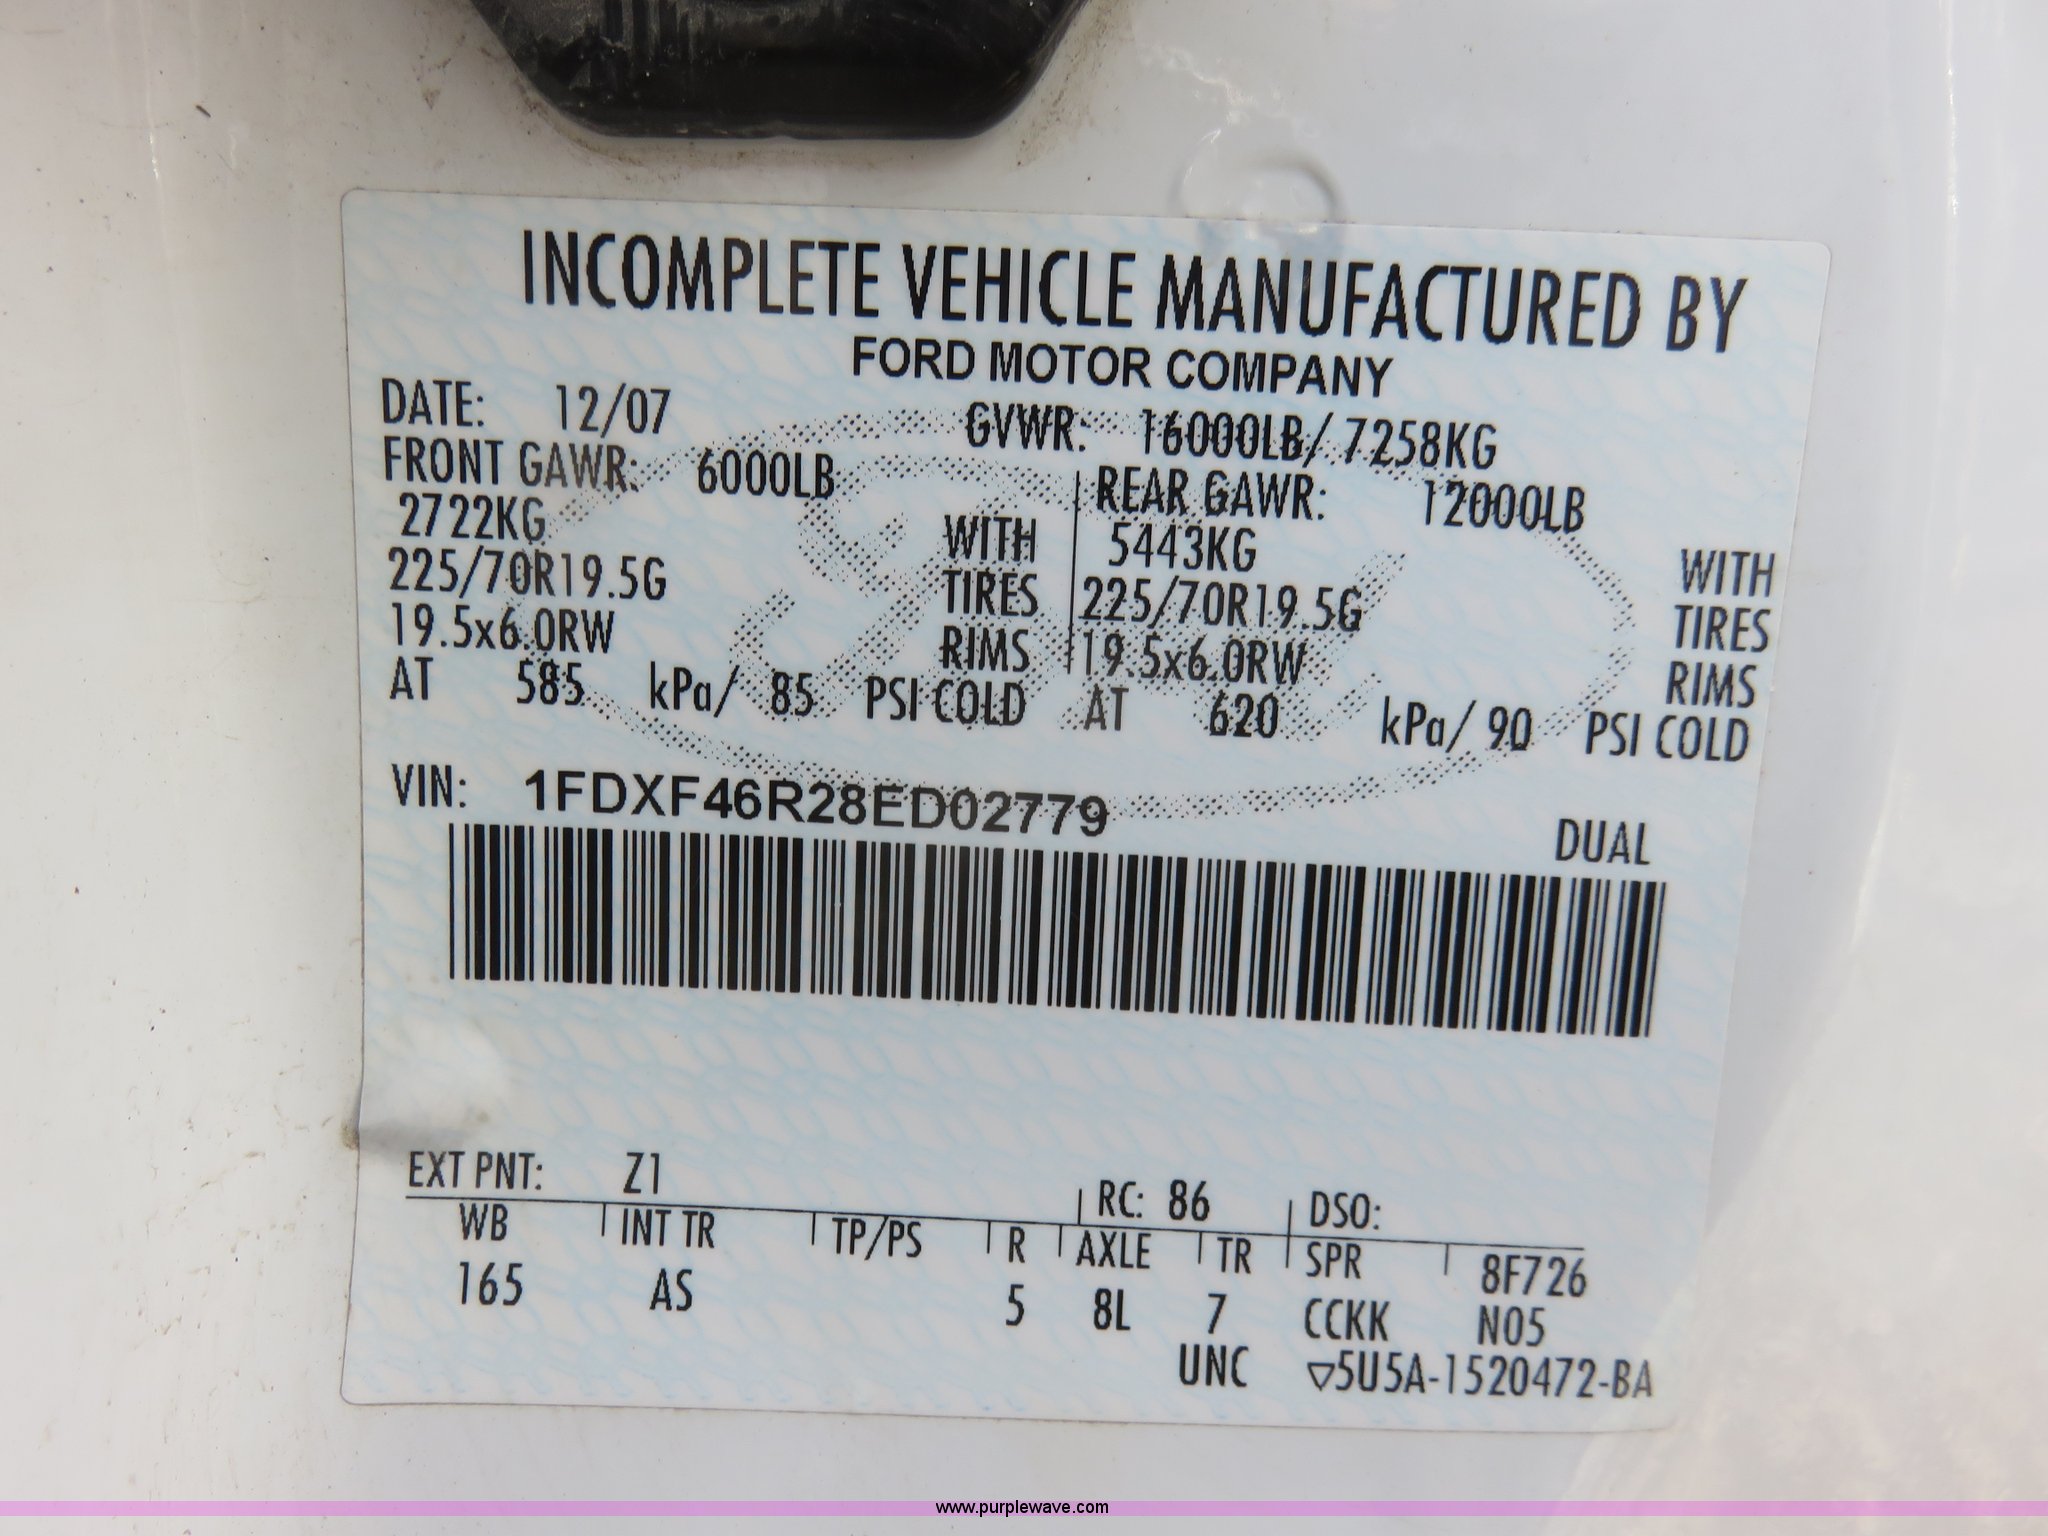 INCOMPLETE VEHICLE MANUFACTURED BY
FORD MOTOR COMPANY
DATE: 12/07 GVWR: 16000LB/ 7258KG
FRONT GAWR: 6000LB REAR GAWR: 12000LB
2722KG WITH 5443KG WITH
225/70R19.5G TIRES 225/70R19.5G TIRES
19.5x6.0RW RIMS 19.5x6.0RW RIMS
AT 585 kPa/ 85 PSI COLD AT 620 kPa/ 90 PSI COLD
VIN: 1FDXF46R28ED02779
DUAL
EXT PNT: Z1 RC: 86 DSO:
WB INT TR TP/PS R AXLE TR SPR 8F726
165 AS 5 8L 7 CCKK N05
UNC ▽5U5A-1520472-BA
www.purplewave.com